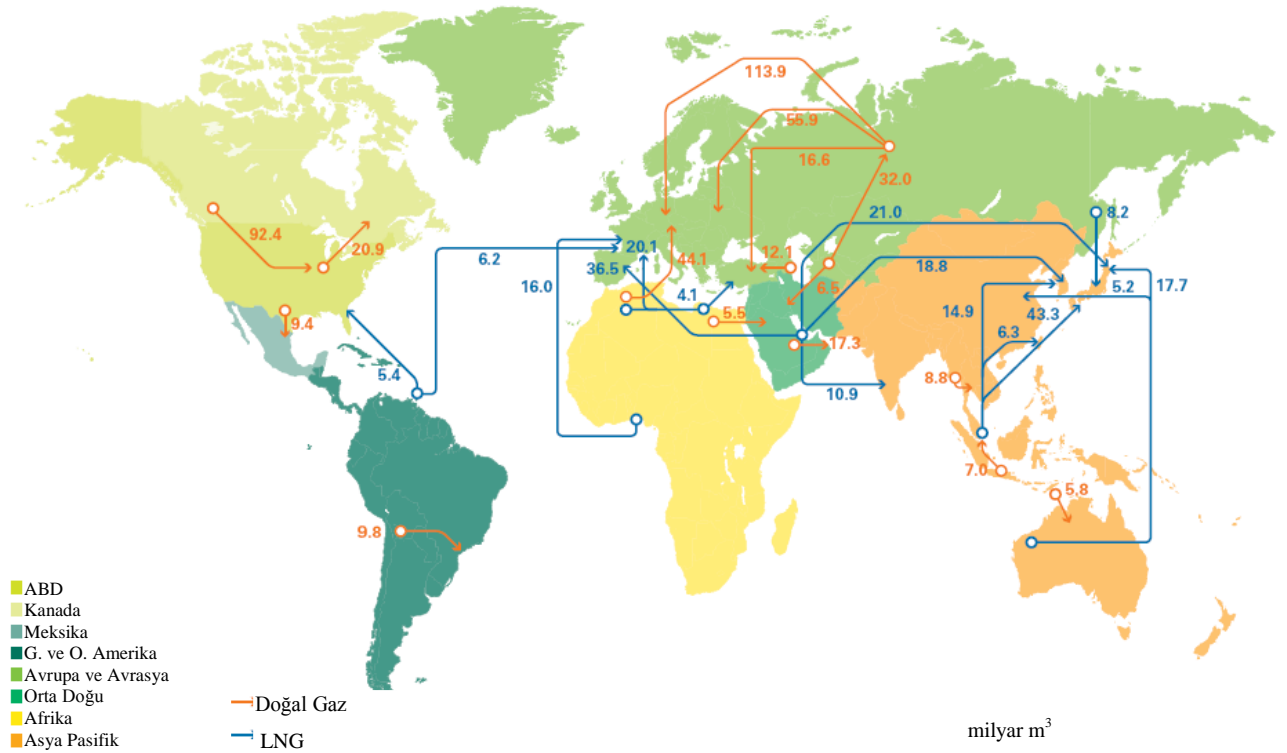 113.9
55.9
16.6
32.0
21.0
8.2
92.4
20.9
6.2
20.1
44.1
12.1
18.8
36.5
16.0
4.1
6.5
5.2
17.7
9.4
5.5
14.9
43.3
6.3
17.3
5.4
10.9
8.8
7.0
5.8
9.8
ABD
Kanada
Meksika
G. ve O. Amerika
Avrupa ve Avrasya
Orta Doğu
Afrika
Asya Pasifik
Doğal Gaz
LNG
milyar m³